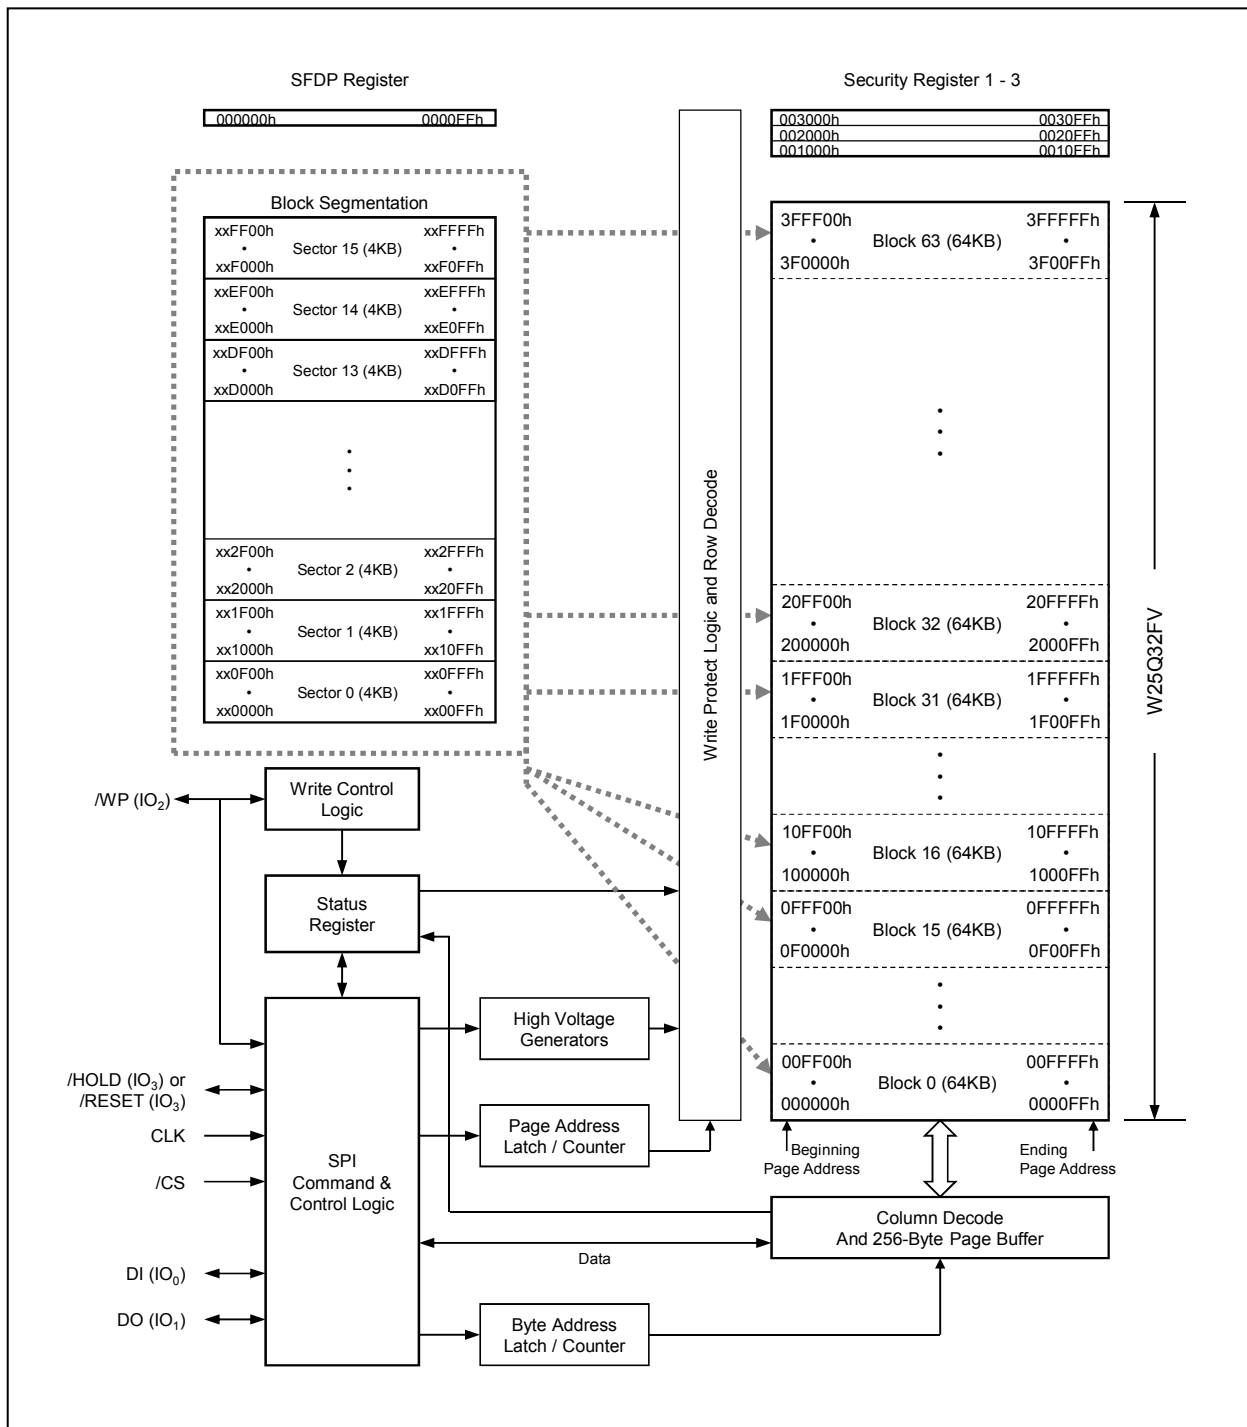 SFDP Register
000000h 0000FFh
Security Register 1 - 3
003000h 0030FFh
002000h 0020FFh
001000h 0010FFh
Block Segmentation
xxFF00h xxFFFFh
• Sector 15 (4KB) •
xxF000h xxF0FFh
xxEF00h xxEFFFh
• Sector 14 (4KB) •
xxE000h xxE0FFh
xxDF00h xxDFFFh
• Sector 13 (4KB) •
xxD000h xxD0FFh
xx2F00h xx2FFFh
• Sector 2 (4KB) •
xx2000h xx20FFh
xx1F00h xx1FFFh
• Sector 1 (4KB) •
xx1000h xx10FFh
xx0F00h xx0FFFh
• Sector 0 (4KB) •
xx0000h xx00FFh
Write Protect Logic and Row Decode
3FFF00h 3FFFFFh
• Block 63 (64KB) •
3F0000h 3F00FFh
20FF00h 20FFFFh
• Block 32 (64KB) •
200000h 2000FFh
1FFF00h 1FFFFFh
• Block 31 (64KB) •
1F0000h 1F00FFh
10FF00h 10FFFFh
• Block 16 (64KB) •
100000h 1000FFh
0FFF00h 0FFFFFh
• Block 15 (64KB) •
0F0000h 0F00FFh
00FF00h 00FFFFh
• Block 0 (64KB) •
000000h 0000FFh
W25Q32FV
Beginning
Page Address
Ending
Page Address
/WP (IO2)
Write Control
Logic
Status
Register
High Voltage
Generators
/HOLD (IO3) or
/RESET (IO3)
CLK
/CS
DI (IO0)
DO (IO1)
SPI
Command &
Control Logic
Page Address
Latch / Counter
Column Decode
And 256-Byte Page Buffer
Data
Byte Address
Latch / Counter